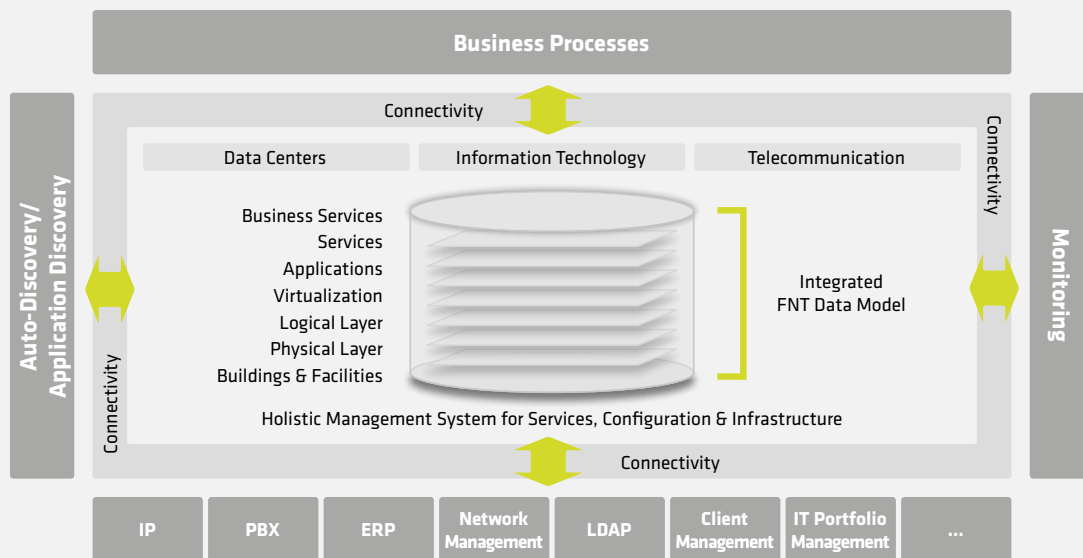 Business Processes
Connectivity
Connectivity
Data Centers
Information Technology
Telecommunication
Auto-Discovery/
Application Discovery
Business Services
Services
Applications
Virtualization
Logical Layer
Physical Layer
Buildings & Facilities
Integrated
FNT Data Model
Monitoring
Connectivity
Holistic Management System for Services, Configuration & Infrastructure
Connectivity
IP
PBX
ERP
Network
Management
LDAP
Client
Management
IT Portfolio
Management
...